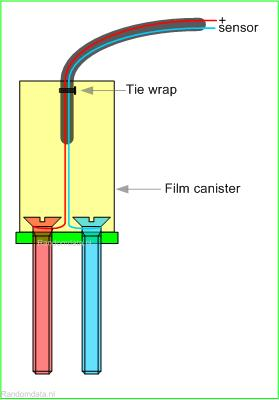 +
sensor
Tie wrap
Film canister
Randomdata.nl
Randomdata.nl